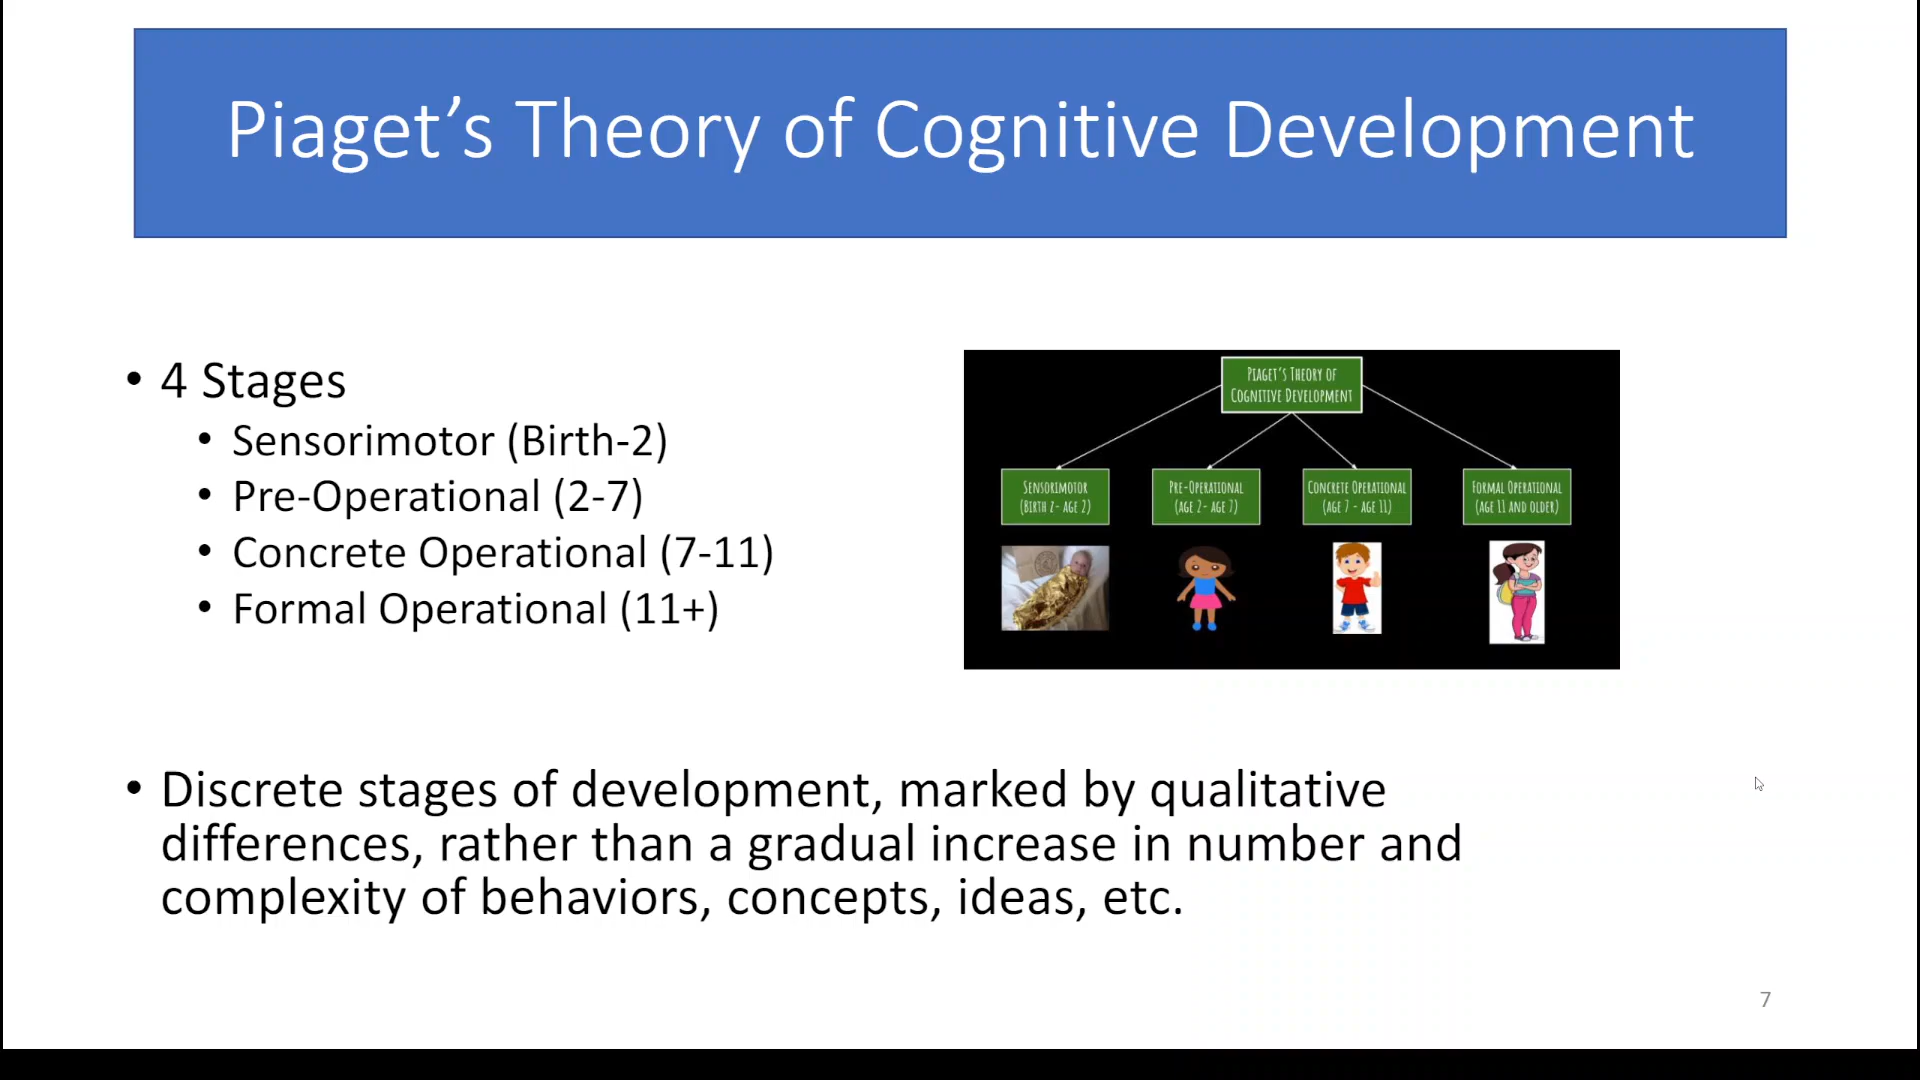 Piaget’s Theory of Cognitive Development
• 4 Stages
• Sensorimotor (Birth-2)
• Pre-Operational (2-7)
• Concrete Operational (7-11)
• Formal Operational (11+)
Piaget's Theory of
Cognitive Development
Sensorimotor
(Birth z- age 2)
Pre-Operational
(age 2- age 7)
Concrete Operational
(age 7 - age 11)
Formal Operational
(age 11 and older)
• Discrete stages of development, marked by qualitative
differences, rather than a gradual increase in number and
complexity of behaviors, concepts, ideas, etc.
7